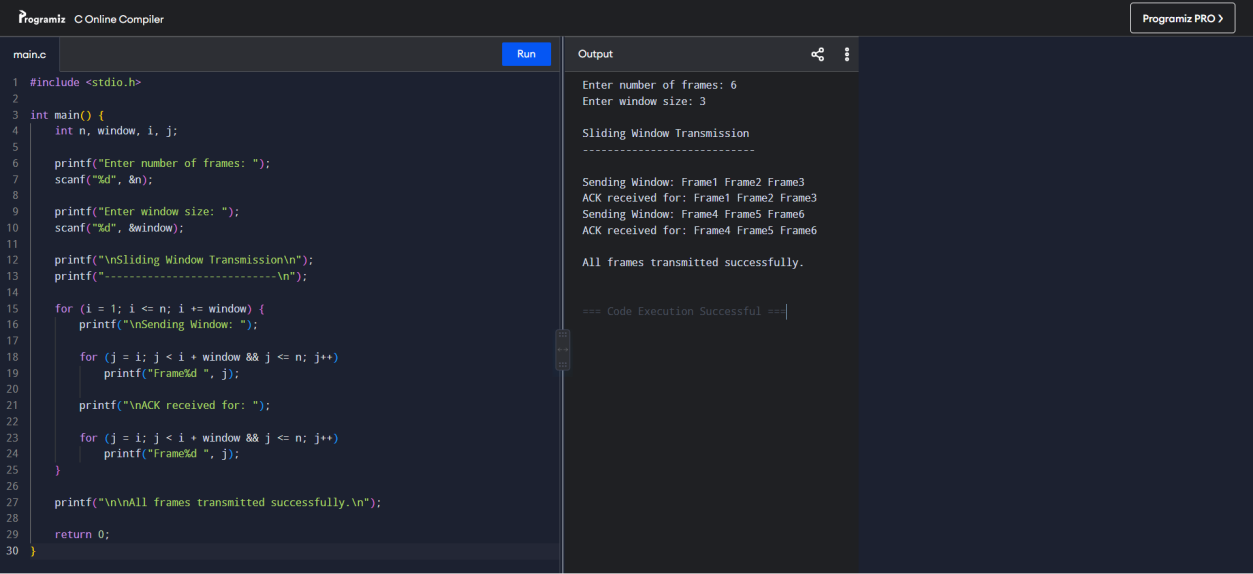 Programiz C Online Compiler
Programiz PRO >
main.c
Run
1 #include <stdio.h>
2
3 int main() {
4     int n, window, i, j;
5
6     printf("Enter number of frames: ");
7     scanf("%d", &n);
8
9     printf("Enter window size: ");
10     scanf("%d", &window);
11
12     printf("\nSliding Window Transmission\n");
13     printf("----------------------------\n");
14
15     for (i = 1; i <= n; i += window) {
16         printf("\nSending Window: ");
17
18         for (j = i; j < i + window && j <= n; j++)
19             printf("Frame%d ", j);
20
21         printf("\nACK received for: ");
22
23         for (j = i; j < i + window && j <= n; j++)
24             printf("Frame%d ", j);
25     }
26
27     printf("\n\nAll frames transmitted successfully.\n");
28
29     return 0;
30 }
Output
Enter number of frames: 6
Enter window size: 3
Sliding Window Transmission
----------------------------
Sending Window: Frame1 Frame2 Frame3
ACK received for: Frame1 Frame2 Frame3
Sending Window: Frame4 Frame5 Frame6
ACK received for: Frame4 Frame5 Frame6
All frames transmitted successfully.
=== Code Execution Successful ===